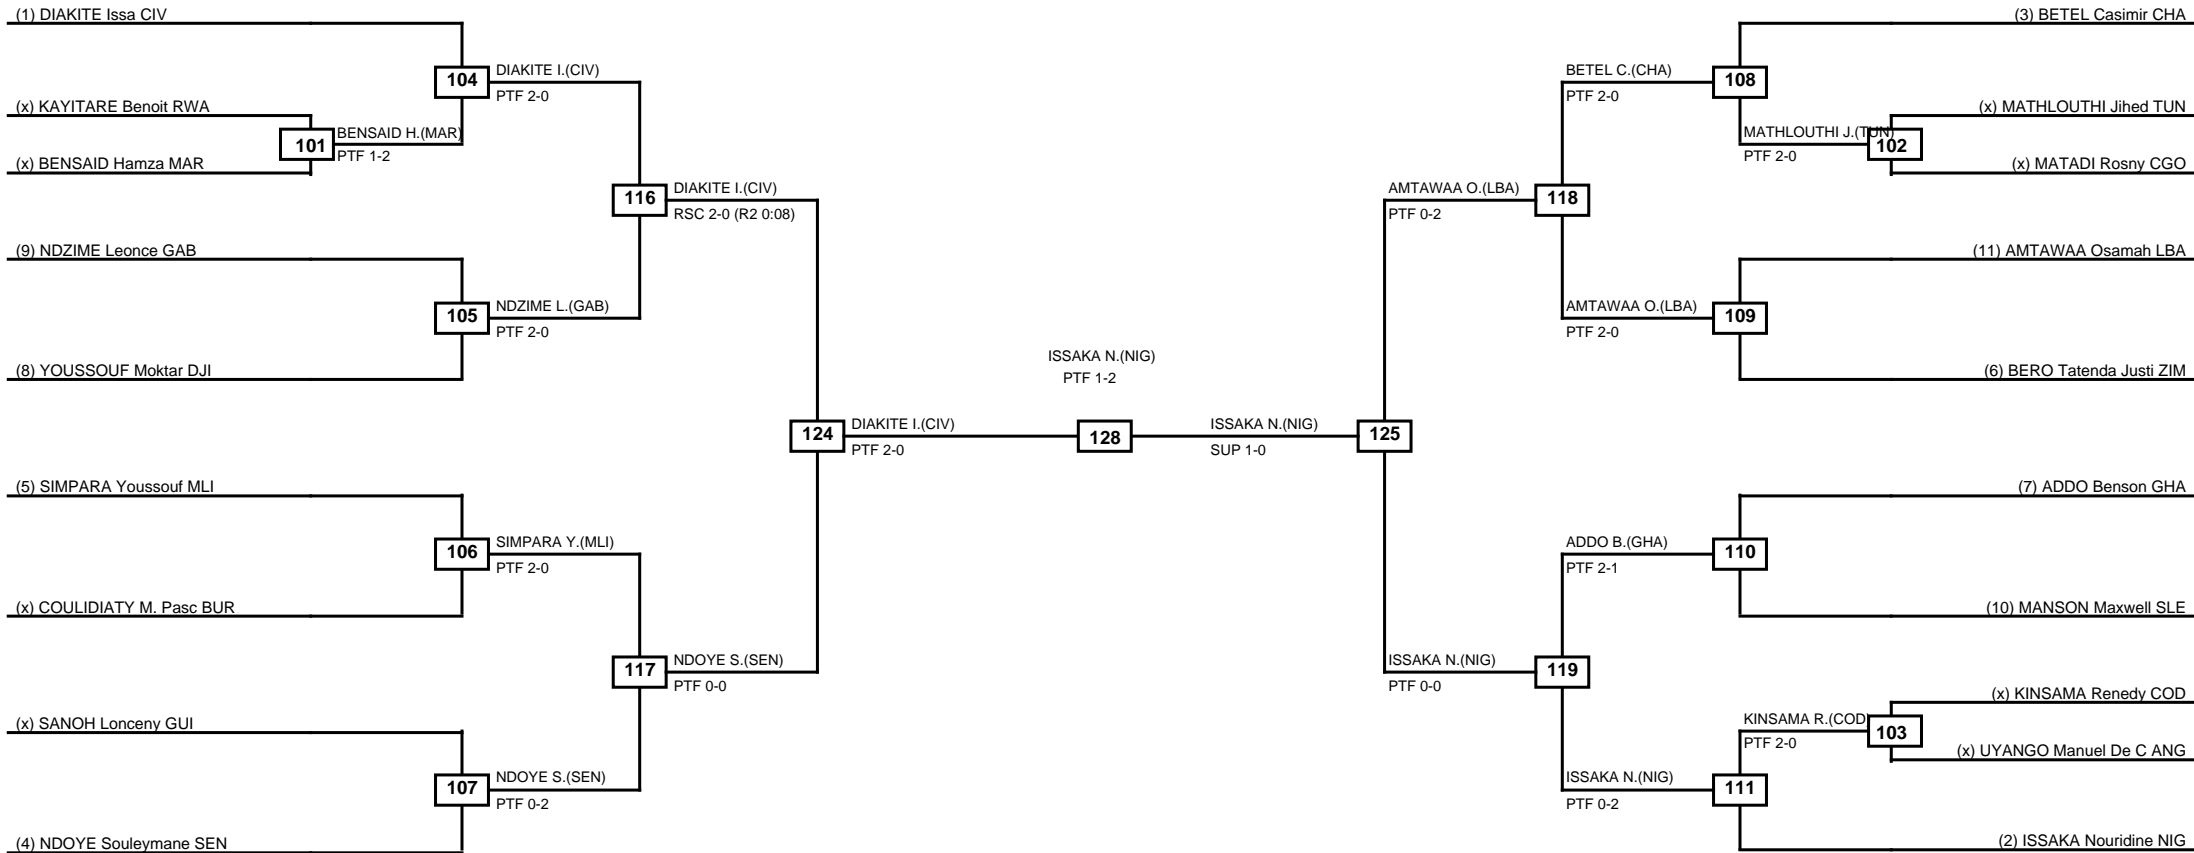 (1) DIAKITE Issa CIV
(3) BETEL Casimir CHA
104
DIAKITE I.(CIV)
PTF 2-0
BETEL C.(CHA)
PTF 2-0
108
(x) KAYITARE Benoit RWA
(x) MATHLOUTHI Jihed TUN
101
BENSAID H.(MAR)
PTF 1-2
MATHLOUTHI J.(TUN)
PTF 2-0
102
(x) BENSAID Hamza MAR
(x) MATADI Rosny CGO
116
DIAKITE I.(CIV)
RSC 2-0 (R2 0:08)
AMTAWAA O.(LBA)
PTF 0-2
118
(9) NDZIME Leonce GAB
(11) AMTAWAA Osamah LBA
105
NDZIME L.(GAB)
PTF 2-0
AMTAWAA O.(LBA)
PTF 2-0
109
(8) YOUSSOUF Moktar DJI
(6) BERO Tatenda Justi ZIM
ISSAKA N.(NIG)
PTF 1-2
124
DIAKITE I.(CIV)
PTF 2-0
128
ISSAKA N.(NIG)
SUP 1-0
125
(5) SIMPARA Youssouf MLI
(7) ADDO Benson GHA
106
SIMPARA Y.(MLI)
PTF 2-0
ADDO B.(GHA)
PTF 2-1
110
(x) COULIDIATY M. Pasc BUR
(10) MANSON Maxwell SLE
117
NDOYE S.(SEN)
PTF 0-0
ISSAKA N.(NIG)
PTF 0-0
119
(x) SANOH Lonceny GUI
(x) KINSAMA Renedy COD
KINSAMA R.(COD)
PTF 2-0
103
(x) UYANGO Manuel De C ANG
107
NDOYE S.(SEN)
PTF 0-2
ISSAKA N.(NIG)
PTF 0-2
111
(4) NDOYE Souleymane SEN
(2) ISSAKA Nouridine NIG